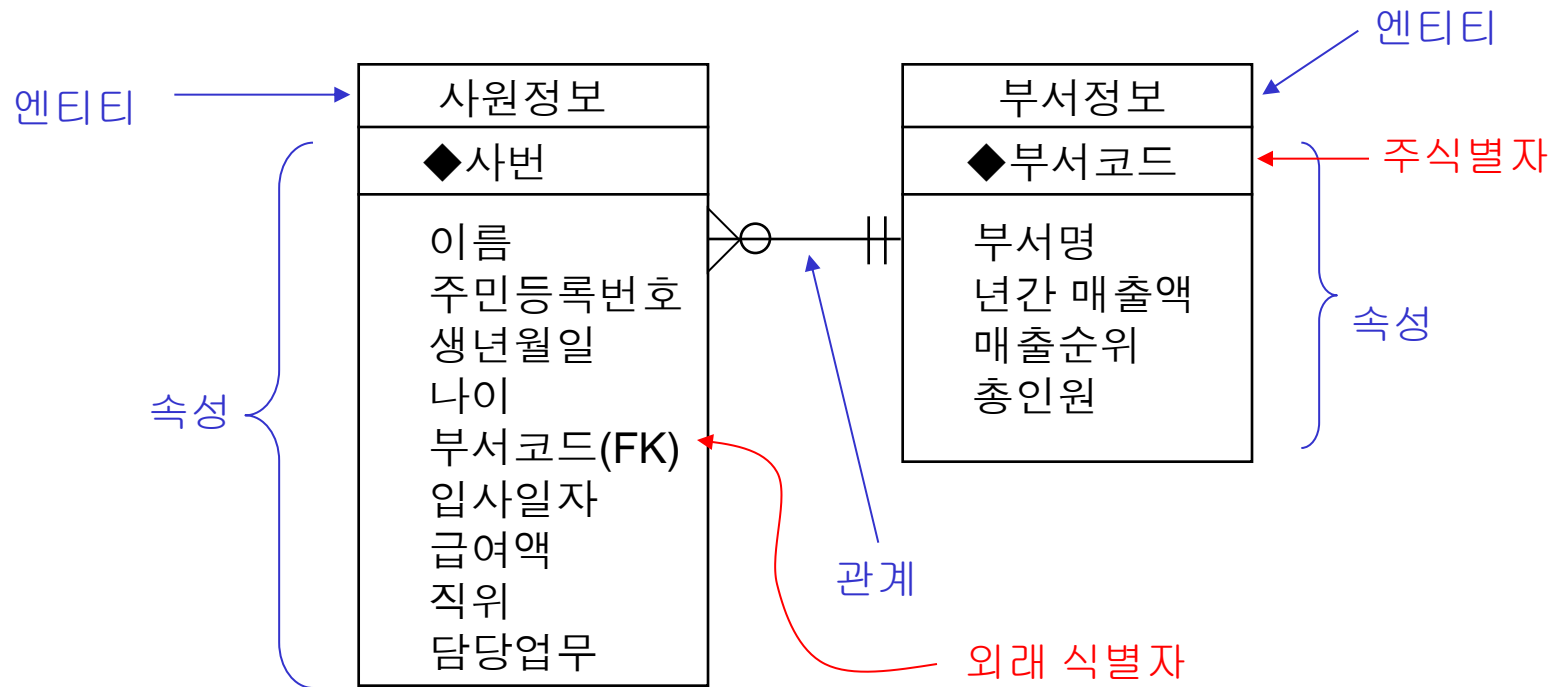 엔티티
엔티티
사원정보
부서정보
◆사번
◆부서코드
주식별자
이름
주민등록번호
생년월일
나이
부서코드(FK)
입사일자
급여액
직위
담당업무
부서명
년간 매출액
매출순위
총인원
속성
속성
관계
외래 식별자